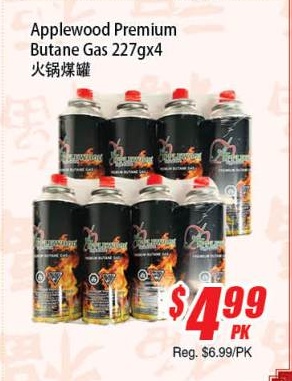 Applewood Premium
Butane Gas 227gx4
火锅煤罐
$4.99
PK
Reg. $6.99/PK